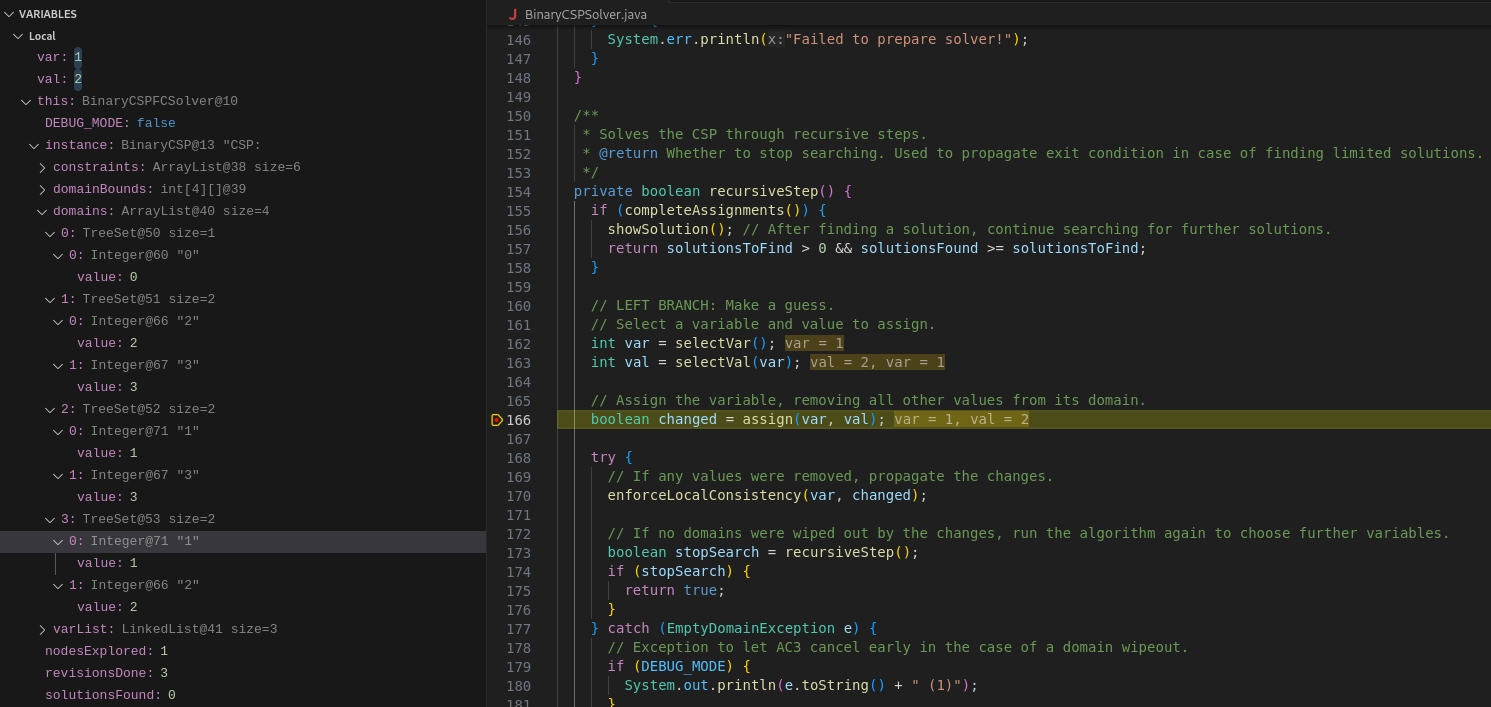 VARIABLES
Local
var: 1
val: 2
this: BinaryCSPFCSolver@10
DEBUG_MODE: false
instance: BinaryCSP@13 "CSP:
constraints: ArrayList@38 size=6
domainBounds: int[4][]@39
domains: ArrayList@40 size=4
0: TreeSet@50 size=1
0: Integer@60 "0"
value: 0
1: TreeSet@51 size=2
0: Integer@66 "2"
value: 2
1: Integer@67 "3"
value: 3
2: TreeSet@52 size=2
0: Integer@71 "1"
value: 1
1: Integer@67 "3"
value: 3
3: TreeSet@53 size=2
0: Integer@71 "1"
value: 1
1: Integer@66 "2"
value: 2
varList: LinkedList@41 size=3
nodesExplored: 1
revisionsDone: 3
solutionsFound: 0
J BinaryCSPSolver.java
146 System.err.println(x:"Failed to prepare solver!");
147 }
148 }
149
150 /**
151 * Solves the CSP through recursive steps.
152 * @return Whether to stop searching. Used to propagate exit condition in case of finding limited solutions.
153 */
154 private boolean recursiveStep() {
155 if (completeAssignments()) {
156 showSolution(); // After finding a solution, continue searching for further solutions.
157 return solutionsToFind > 0 && solutionsFound >= solutionsToFind;
158 }
159
160 // LEFT BRANCH: Make a guess.
161 // Select a variable and value to assign.
162 int var = selectVar(); var = 1
163 int val = selectVal(var); val = 2, var = 1
164
165 // Assign the variable, removing all other values from its domain.
166 boolean changed = assign(var, val); var = 1, val = 2
167
168 try {
169 // If any values were removed, propagate the changes.
170 enforceLocalConsistency(var, changed);
171
172 // If no domains were wiped out by the changes, run the algorithm again to choose further variables.
173 boolean stopSearch = recursiveStep();
174 if (stopSearch) {
175 return true;
176 }
177 } catch (EmptyDomainException e) {
178 // Exception to let AC3 cancel early in the case of a domain wipeout.
179 if (DEBUG_MODE) {
180 System.out.println(e.toString() + " (1)");
181 }